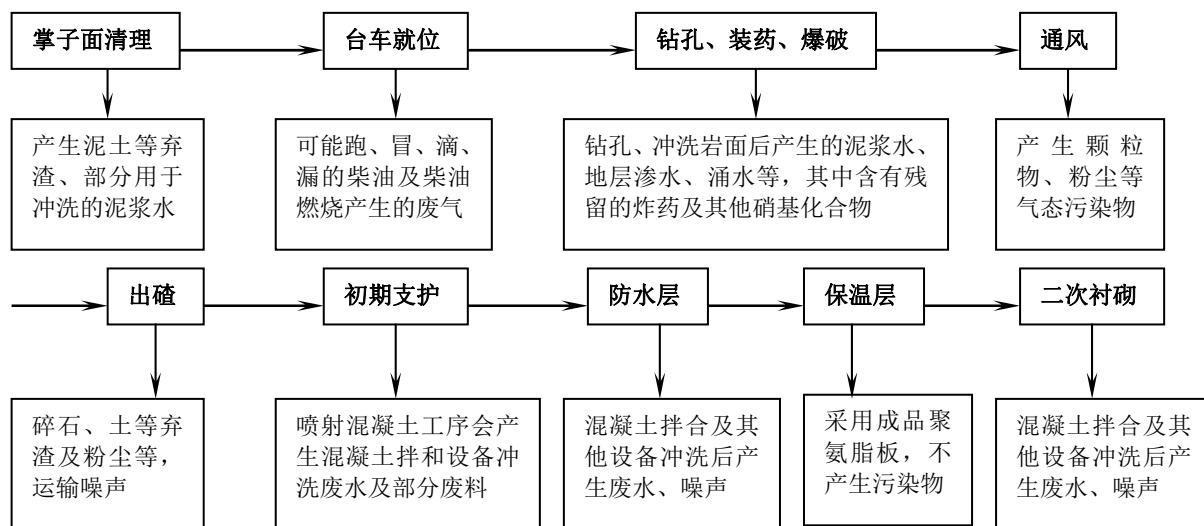 掌子面清理
台车就位
钻孔、装药、爆破
通风
产生泥土等弃
渣、部分用于
冲洗的泥浆水
可能跑、冒、滴、
漏的柴油及柴油
燃烧产生的废气
钻孔、冲洗岩面后产生的泥浆水、
地层渗水、涌水等，其中含有残
留的炸药及其他硝基化合物
产生颗粒
物、粉尘等
气态污染物
出碴
初期支护
防水层
保温层
二次衬砌
碎石、土等弃
渣及粉尘等，
运输噪声
喷射混凝土工序会产
生混凝土拌和设备冲
洗废水及部分废料
混凝土拌合及其
他设备冲洗后产
生废水、噪声
采用成品聚
氨脂板，不
产生污染物
混凝土拌合及其
他设备冲洗后产
生废水、噪声